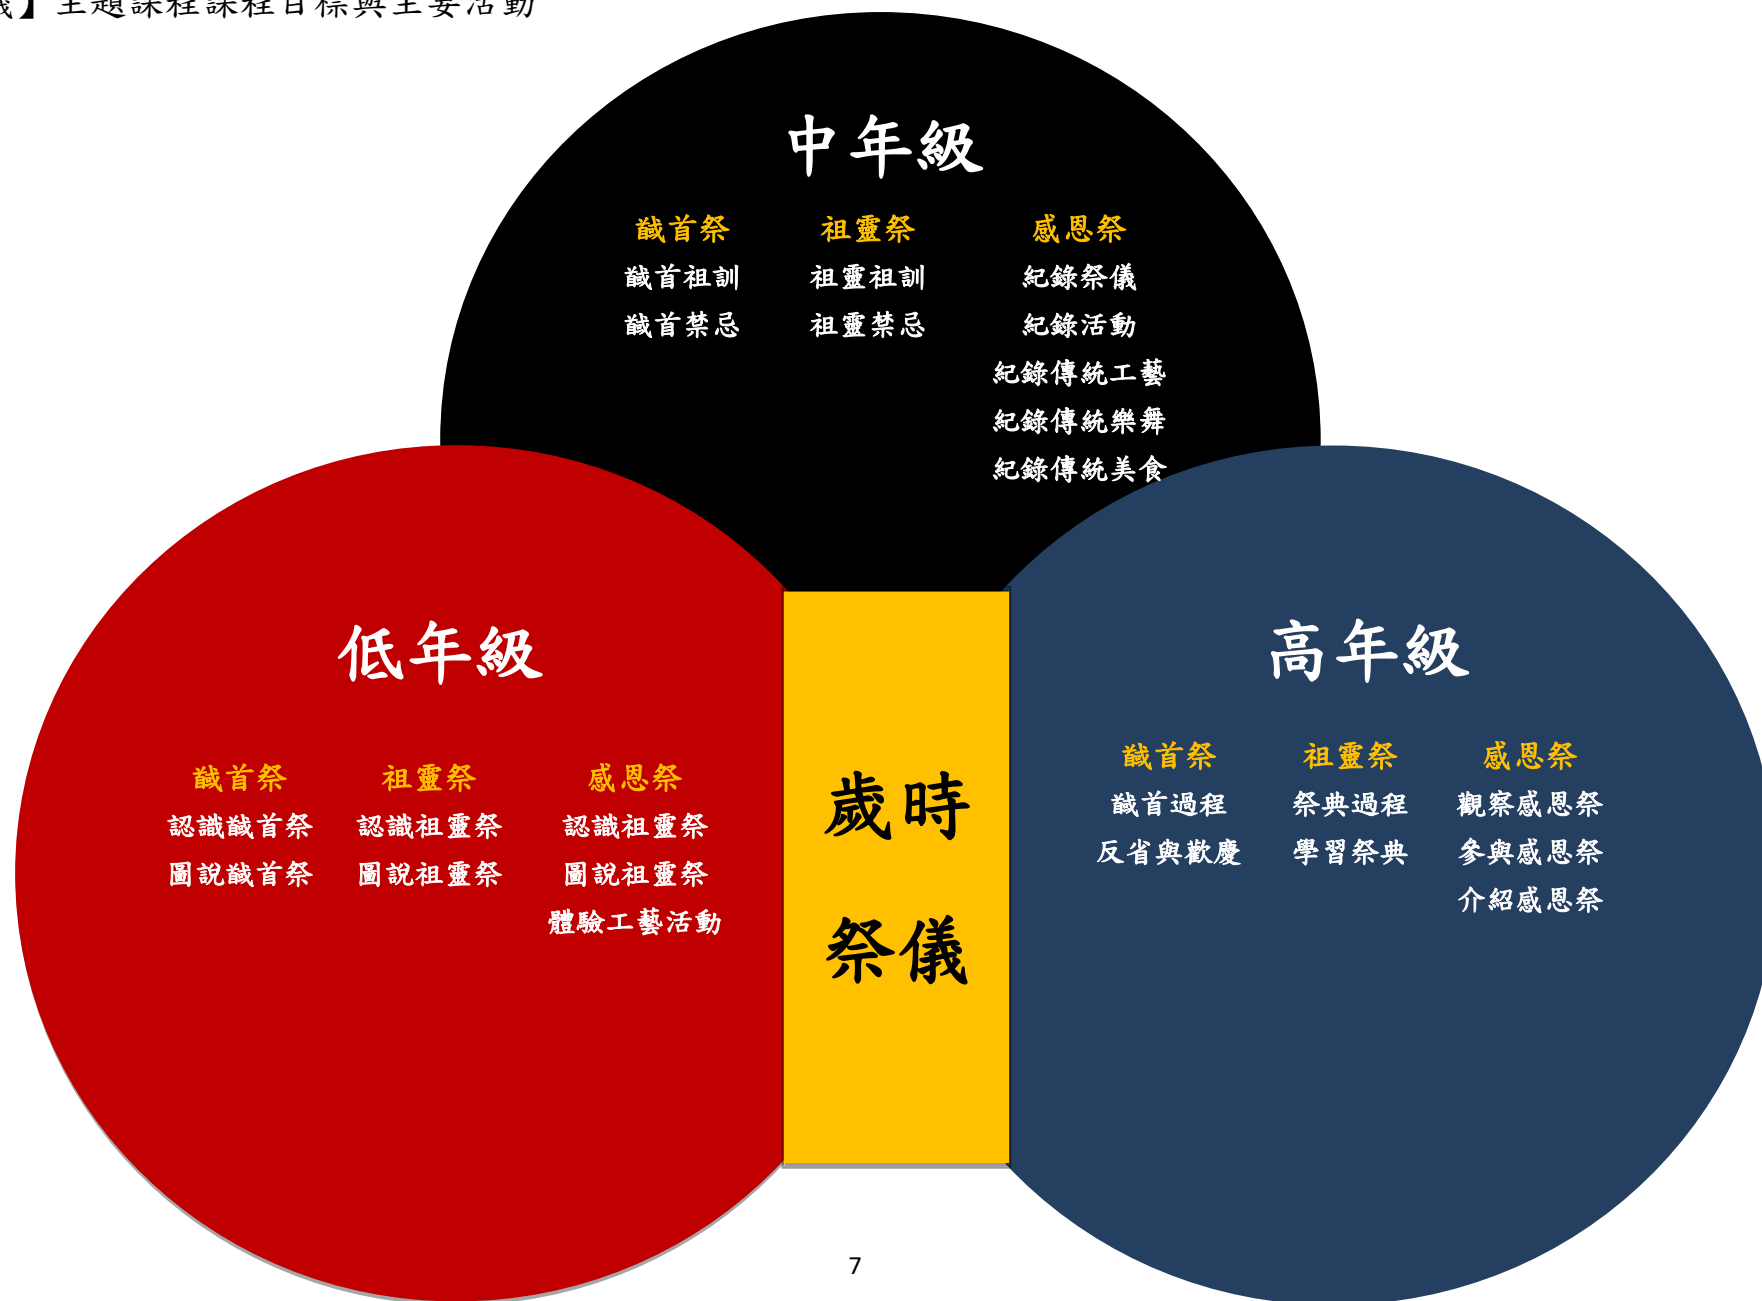 】主題課程課程目標與主要活動
中年級
馘首祭 祖靈祭 感恩祭
馘首祖訓 祖靈祖訓 紀錄祭儀
馘首禁忌 祖靈禁忌 紀錄活動
紀錄傳統工藝
紀錄傳統樂舞
紀錄傳統美食
低年級
馘首祭 祖靈祭 感恩祭
認識馘首祭 認識祖靈祭 認識祖靈祭
圖說馘首祭 圖說祖靈祭 圖說祖靈祭
體驗工藝活動
歲時
祭儀
高年級
馘首祭 祖靈祭 感恩祭
馘首過程 祭典過程 觀察感恩祭
反省與歡慶 學習祭典 參與感恩祭
介紹感恩祭
7